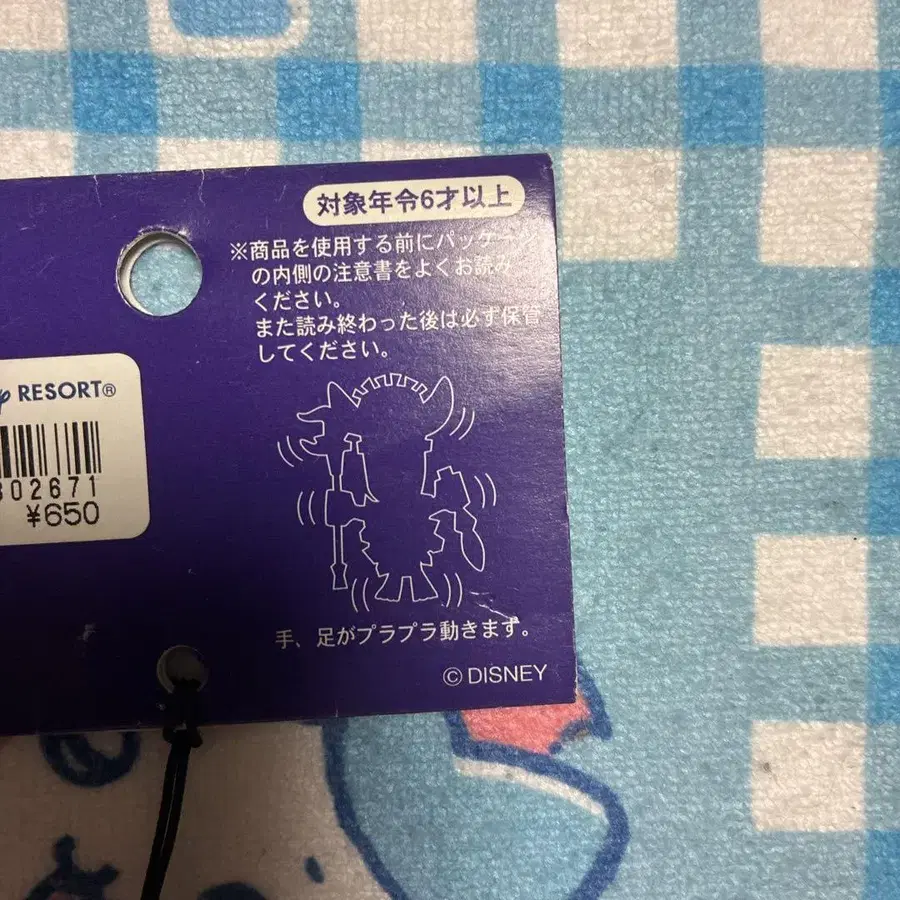 対象年令6才以上
※商品を使用する前にパッケージ
の内側の注意書をよくお読み
ください。
また読み終わった後は必ず保管
してください。
RESORT®
302671
¥650
手、足がプラプラ動きます。
© DISNEY